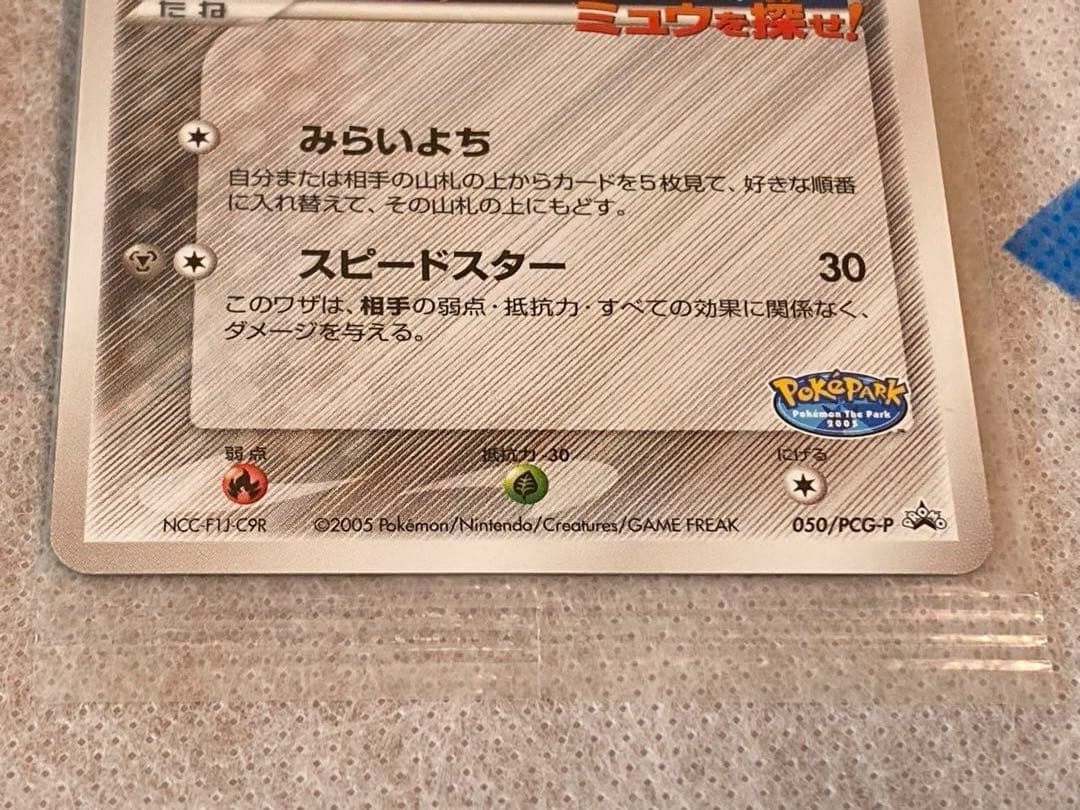 たね
ミュウを探せ!
みらいよち
自分または相手の山札の上からカードを5枚見て、好きな順番
に入れ替えて、その山札の上にもどす。
スピードスター 30
このワザは、相手の弱点・抵抗力・すべての効果に関係なく、
ダメージを与える。
POKéPARK
Pokémon The Park
2005
弱点 抵抗力 -30 にげる
NCC-F1J-C9R ©2005 Pokémon/Nintendo/Creatures/GAME FREAK 050/PCG-P